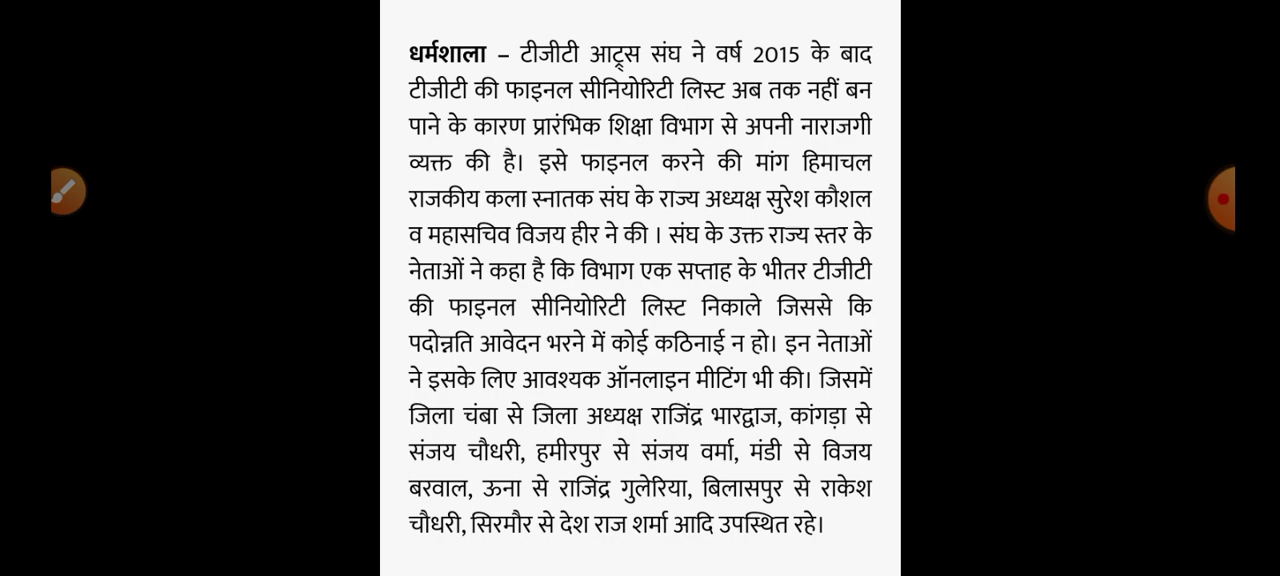 धर्मशाला – टीजीटी आट्र्स संघ ने वर्ष 2015 के बाद
टीजीटी की फाइनल सीनियोरिटी लिस्ट अब तक नहीं बन
पाने के कारण प्रारंभिक शिक्षा विभाग से अपनी नाराजगी
व्यक्त की है। इसे फाइनल करने की मांग हिमाचल
राजकीय कला स्नातक संघ के राज्य अध्यक्ष सुरेश कौशल
व महासचिव विजय हीर ने की । संघ के उक्त राज्य स्तर के
नेताओं ने कहा है कि विभाग एक सप्ताह के भीतर टीजीटी
की फाइनल सीनियोरिटी लिस्ट निकाले जिससे कि
पदोन्नति आवेदन भरने में कोई कठिनाई न हो। इन नेताओं
ने इसके लिए आवश्यक ऑनलाइन मीटिंग भी की। जिसमें
जिला चंबा से जिला अध्यक्ष राजिंद्र भारद्वाज, कांगड़ा से
संजय चौधरी, हमीरपुर से संजय वर्मा, मंडी से विजय
बरवाल, ऊना से राजिंद्र गुलेरिया, बिलासपुर से राकेश
चौधरी, सिरमौर से देश राज शर्मा आदि उपस्थित रहे।